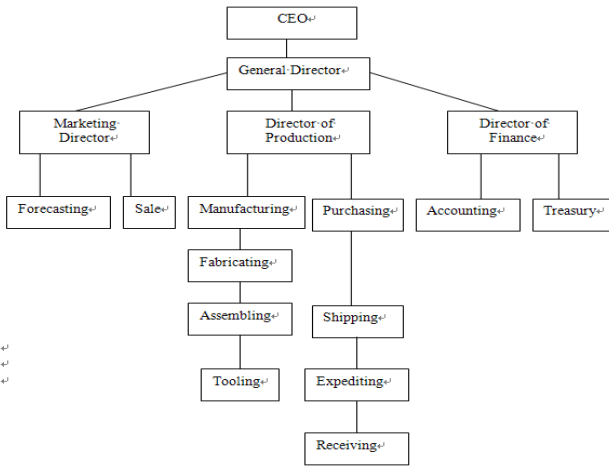 CEO
General Director
Marketing
Director
Director of
Production
Director of
Finance
Forecasting
Sale
Manufacturing
Purchasing
Accounting
Treasury
Fabricating
Assembling
Shipping
Tooling
Expediting
Receiving